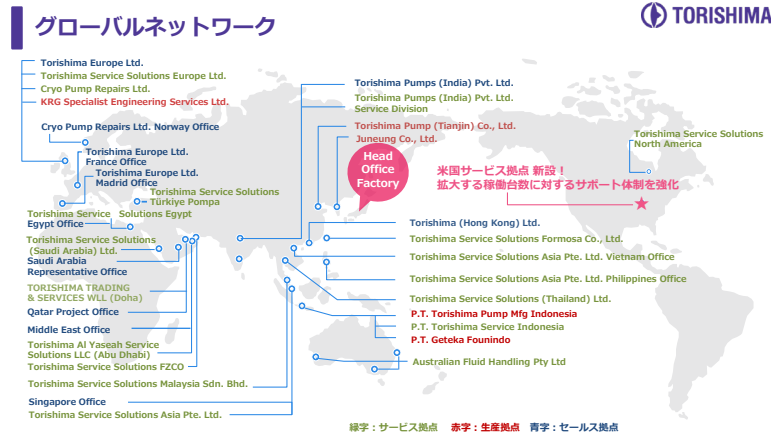 グローバルネットワーク
TORISHIMA
Torishima Europe Ltd.
Torishima Service Solutions Europe Ltd.
Cryo Pump Repairs Ltd.
KRG Specialist Engineering Services Ltd.
Cryo Pump Repairs Ltd. Norway Office
Torishima Europe Ltd.
France Office
Torishima Europe Ltd.
Madrid Office
Torishima Service Solutions
Türkiye Pompa
Torishima Service Solutions Egypt
Egypt Office
Torishima Service Solutions
(Saudi Arabia) Ltd.
Saudi Arabia
Representative Office
TORISHIMA TRADING
& SERVICES WLL (Doha)
Qatar Project Office
Middle East Office
Torishima Al Yaseah Service
Solutions LLC (Abu Dhabi)
Torishima Service Solutions FZCO
Torishima Service Solutions Malaysia Sdn. Bhd.
Singapore Office
Torishima Service Solutions Asia Pte. Ltd.
Torishima Pumps (India) Pvt. Ltd.
Torishima Pumps (India) Pvt. Ltd.
Service Division
Torishima Pump (Tianjin) Co., Ltd.
Juneung Co., Ltd.
Head
Office
Factory
米国サービス拠点 新設！
拡大する稼働台数に対するサポート体制を強化
Torishima Service Solutions
North America
Torishima (Hong Kong) Ltd.
Torishima Service Solutions Formosa Co., Ltd.
Torishima Service Solutions Asia Pte. Ltd. Vietnam Office
Torishima Service Solutions Asia Pte. Ltd. Philippines Office
Torishima Service Solutions (Thailand) Ltd.
P.T. Torishima Pump Mfg Indonesia
P.T. Torishima Service Indonesia
P.T. Geteka Founindo
Australian Fluid Handling Pty Ltd
緑字：サービス拠点 赤字：生産拠点 青字：セールス拠点